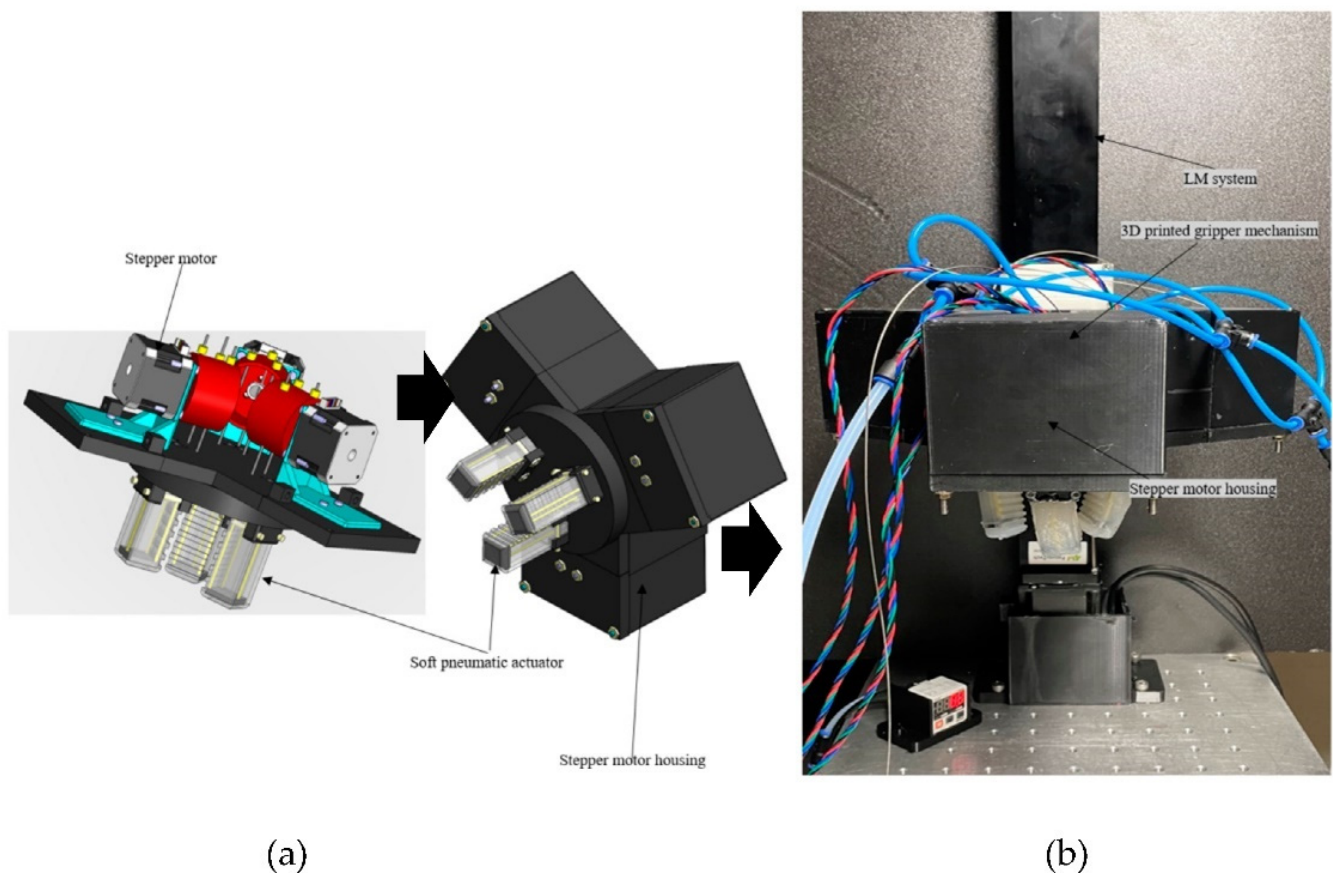 LM system
3D printed gripper mechanism
Stepper motor
Stepper motor housing
Soft pneumatic actuator
Stepper motor housing
(a)
(b)